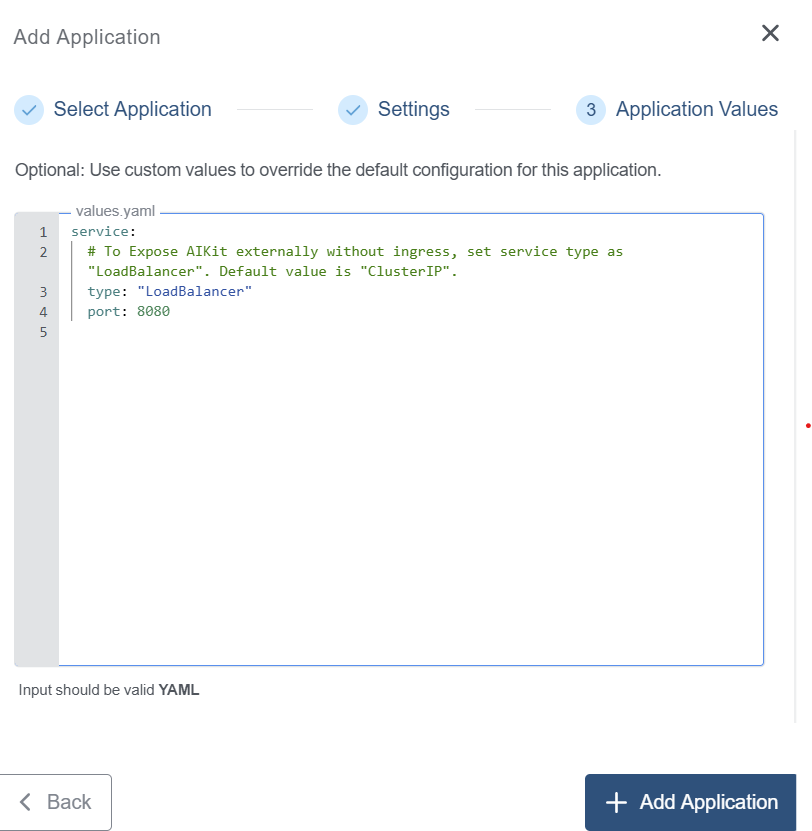 Add Application
Select Application
Settings
3 Application Values
Optional: Use custom values to override the default configuration for this application.
values.yaml
1 service:
2   # To Expose AIKit externally without ingress, set service type as
  "LoadBalancer". Default value is "ClusterIP".
3   type: "LoadBalancer"
4   port: 8080
5
Input should be valid YAML
Back
Add Application